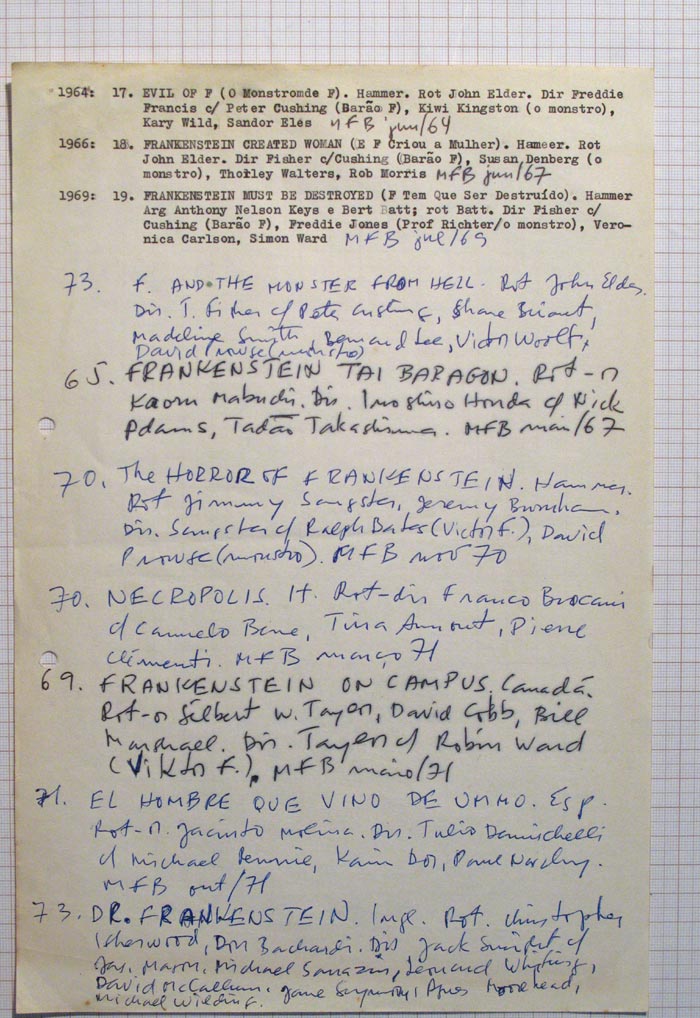 1964: 17. EVIL OF F (O Monstromde F). Hammer. Rot John Elder. Dir Freddie
Francis c/ Peter Cushing (Barão F), Kiwi Kingston (o monstro),
Kary Wild, Sandor Eles MFB jun/64
1966: 18. FRANKENSTEIN CREATED WOMAN (E F Criou a Mulher). Hameer. Rot
John Elder. Dir Fisher c/Cushing (Barão F), Susan Denberg (o
monstro), Thorley Walters, Rob Morris MFB jun/67
1969: 19. FRANKENSTEIN MUST BE DESTROYED (F Tem Que Ser Destruído). Hammer
Arg Anthony Nelson Keys e Bert Batt; rot Batt. Dir Fisher c/
Cushing (Barão F), Freddie Jones (Prof Richter/o monstro), Vero-
nica Carlson, Simon Ward MFB jul/69
73. F. AND THE MONSTER FROM HELL. Rot John Elder.
Dir. T. Fisher c/ Peter Cushing, Shane Briant,
Madeline Smith, Bernard Lee, Victor Woolf,
David Prowse (monstro)
65. FRANKENSTEIN TAI BARAGON. Rot-
Kaoru Mabuchi. Dir. Inoshiro Honda c/ Nick
Adams, Tadao Takashima. MFB maio/67
70. The HORROR OF FRANKENSTEIN. Hammer.
Rot Jimmy Sangster, Jeremy Burnham.
Dir. Sangster c/ Ralph Bates (Victor F.), David
Prowse (monstro). MFB nov 70
70. NECROPOLIS. It. Rot-dir Franco Brocani
c/ Carmelo Bene, Tina Aumont, Pierre
Clémenti. MFB março 71
69. FRANKENSTEIN ON CAMPUS. Canadá.
Rot- Gilbert W. Taylor, David Cobb, Bill
Marshall. Dir. Taylor c/ Robin Ward
(Viktor F.), MFB maio/71
71. EL HOMBRE QUE VINO DE UMMO. Esp.
Rot- Jacinto Molina. Dir. Tulio Demichelli
c/ Michael Rennie, Karin Dor, Paul Naschy.
MFB out/71
73. DR. FRANKENSTEIN. Ingl. Rot. Christopher
Isherwood, Don Bachardi. Dir Jack Smight c/
Jas. Mason, Michael Sarrazin, Leonard Whiting,
David McCallum, Jane Seymour, Agnes Moorehead,
Michael Wilding.